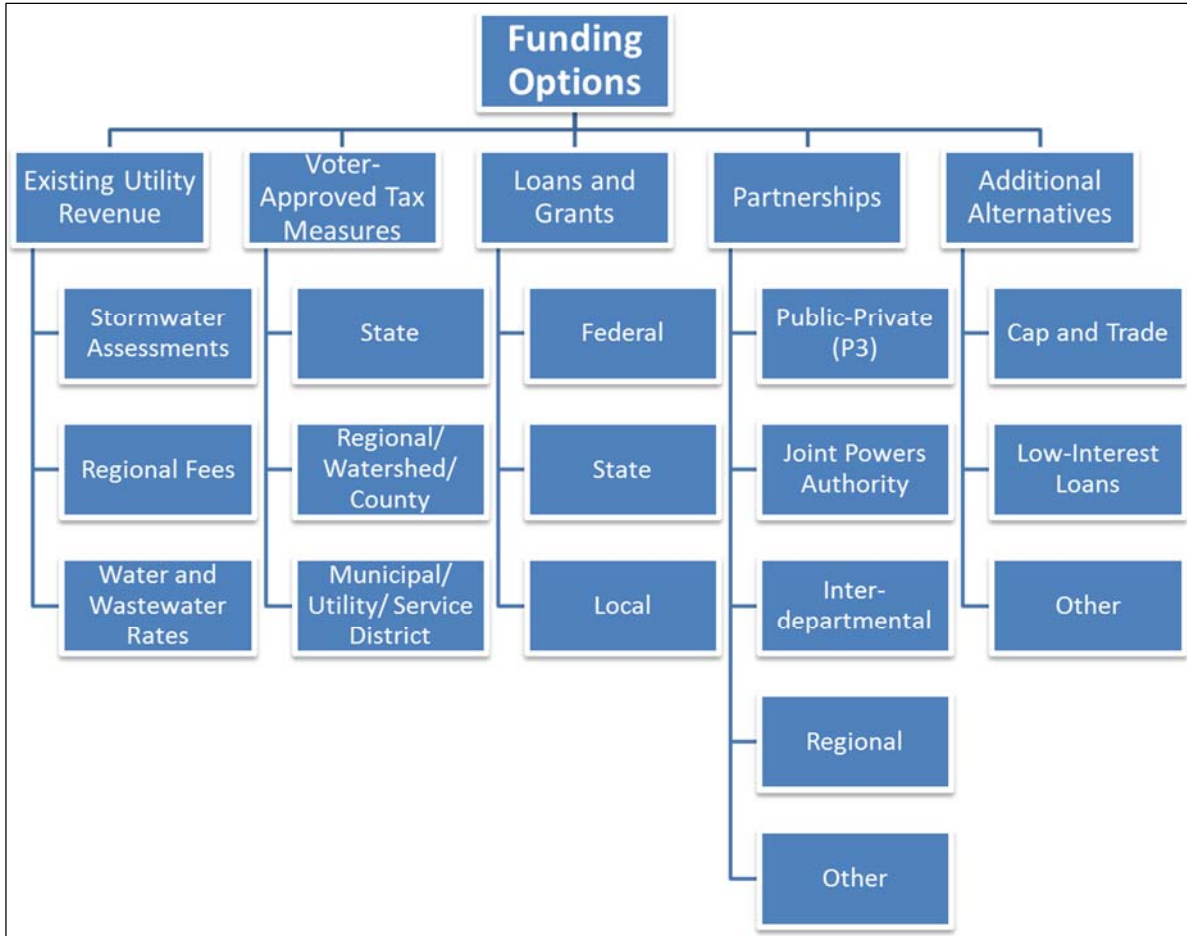 Funding
Options
Existing Utility
Revenue
Stormwater
Assessments
Regional Fees
Water and
Wastewater
Rates
Voter-
Approved Tax
Measures
State
Regional/
Watershed/
County
Municipal/
Utility/ Service
District
Loans and
Grants
Federal
State
Local
Partnerships
Public-Private
(P3)
Joint Powers
Authority
Inter-
departmental
Regional
Other
Additional
Alternatives
Cap and Trade
Low-Interest
Loans
Other